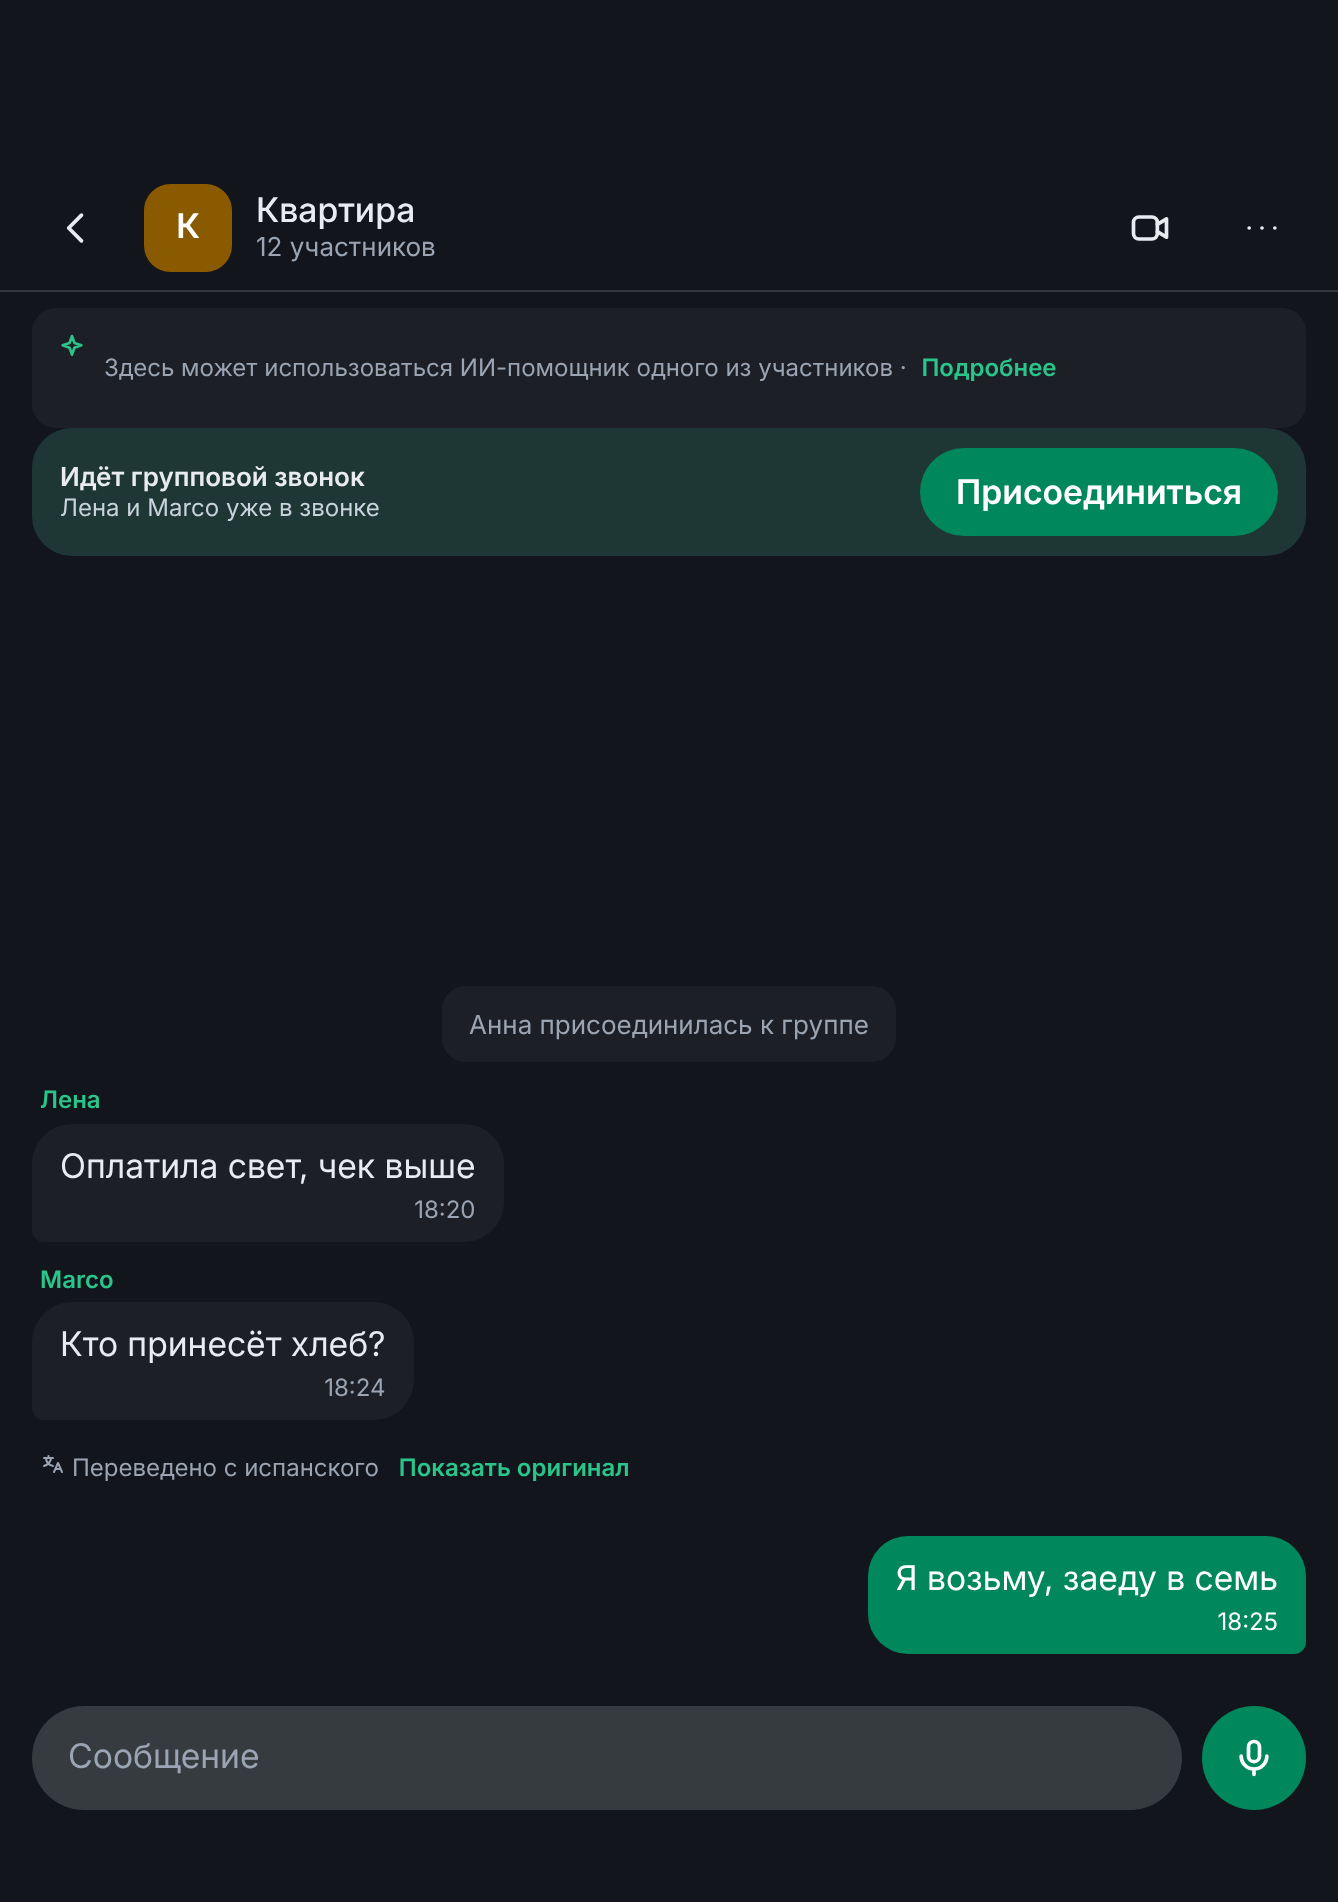 К
Квартира
12 участников
Здесь может использоваться ИИ-помощник одного из участников · Подробнее
Идёт групповой звонок
Лена и Marco уже в звонке
Присоединиться
Анна присоединилась к группе
Лена
Оплатила свет, чек выше
18:20
Marco
Кто принесёт хлеб?
18:24
Переведено с испанского Показать оригинал
Я возьму, заеду в семь
18:25
Сообщение